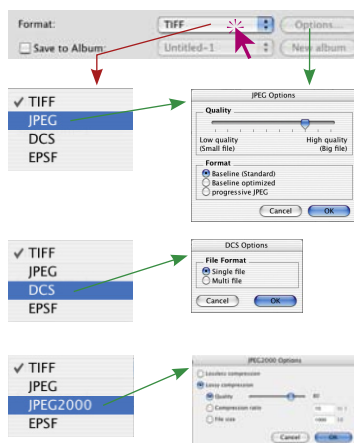 Format: TIFF Options...
Save to Album: Untitled-1 New album
✓ TIFF
JPEG
DCS
EPSF
JPEG Options
Quality
Low quality High quality
(Small file) (Big file)
Format
Baseline (Standard)
Baseline optimized
progressive JPEG
Cancel OK
✓ TIFF
JPEG
DCS
EPSF
DCS Options
File Format
Single file
Multi file
Cancel OK
✓ TIFF
JPEG
JPEG2000
EPSF
JPEG2000 Options
Lossless compression
Lossy compression
Quality 80
Compression ratio
File size
Cancel OK